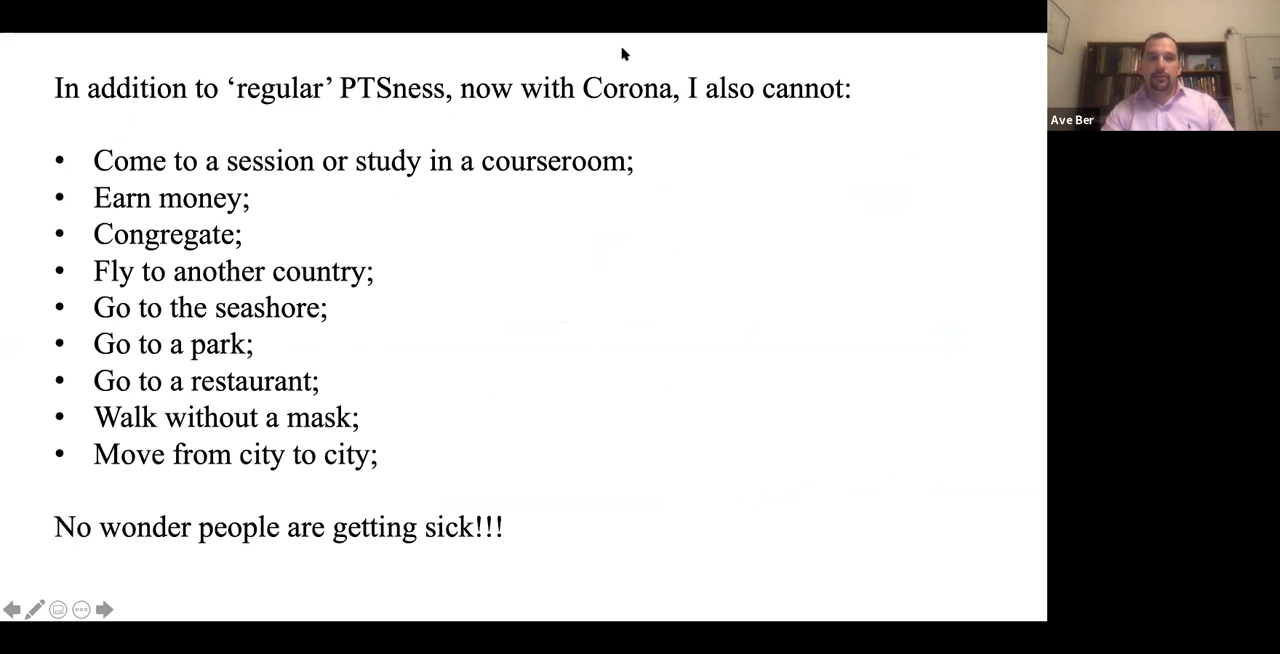 In addition to ‘regular’ PTSness, now with Corona, I also cannot:
• Come to a session or study in a courseroom;
• Earn money;
• Congregate;
• Fly to another country;
• Go to the seashore;
• Go to a park;
• Go to a restaurant;
• Walk without a mask;
• Move from city to city;
No wonder people are getting sick!!!
Ave Ber